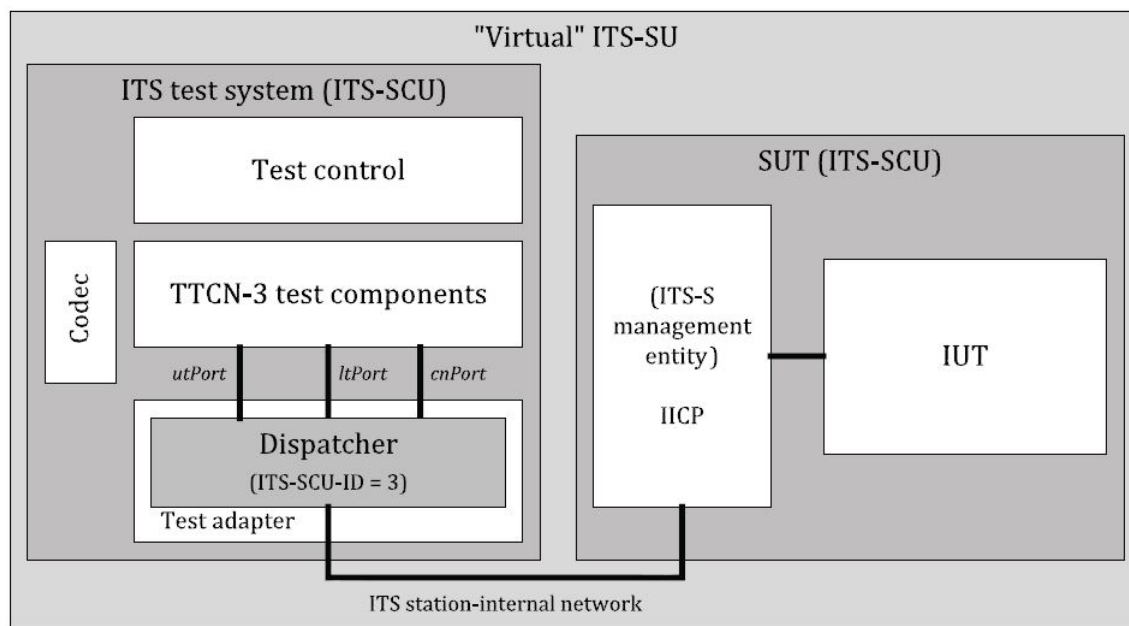 "Virtual" ITS-SU
ITS test system (ITS-SCU)
Test control
Codec
TTCN-3 test components
utPort
ltPort
cnPort
Dispatcher
(ITS-SCU-ID = 3)
Test adapter
SUT (ITS-SCU)
(ITS-S
management
entity)
IICP
IUT
ITS station-internal network